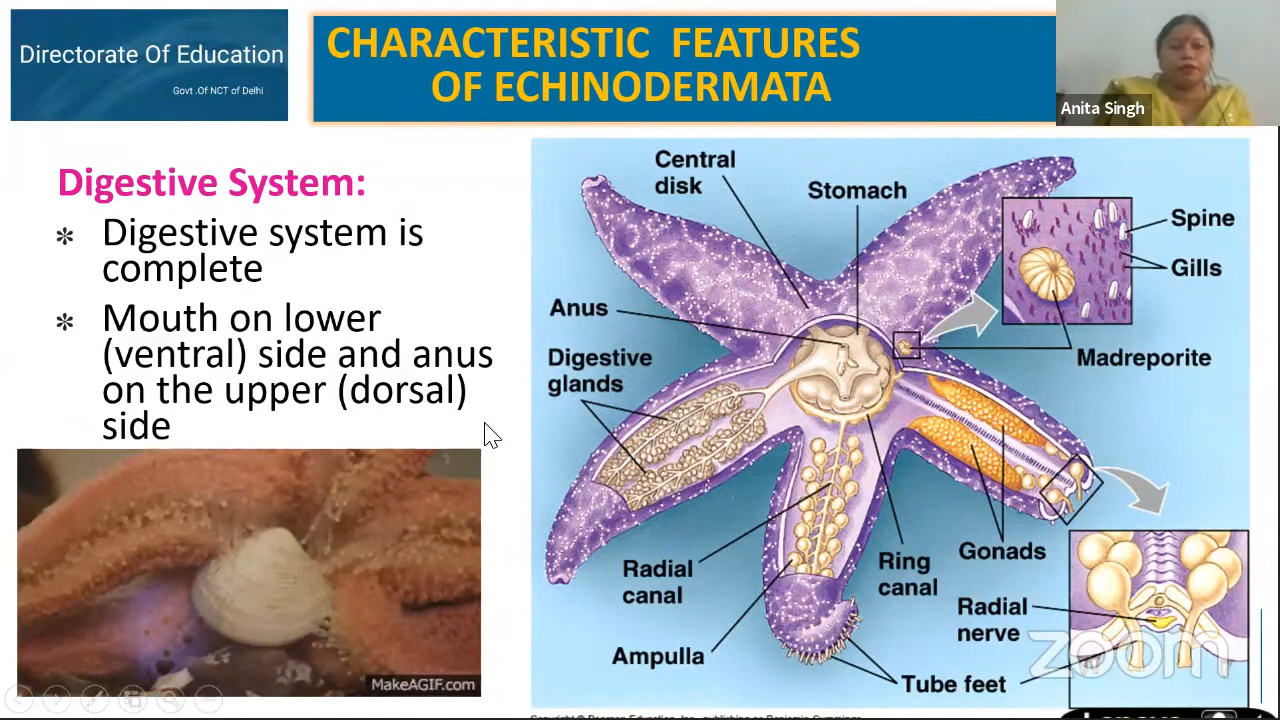 Directorate Of Education
Govt .Of NCT of Delhi
CHARACTERISTIC FEATURES
OF ECHINODERMATA
Anita Singh
Digestive System:
* Digestive system is
complete
* Mouth on lower
(ventral) side and anus
on the upper (dorsal)
side
MakeAGIF.com
Central
disk
Stomach
Spine
Gills
Anus
Madreporite
Digestive
glands
Radial
canal
Ring
canal
Gonads
Radial
nerve
Ampulla
Tube feet
zoom